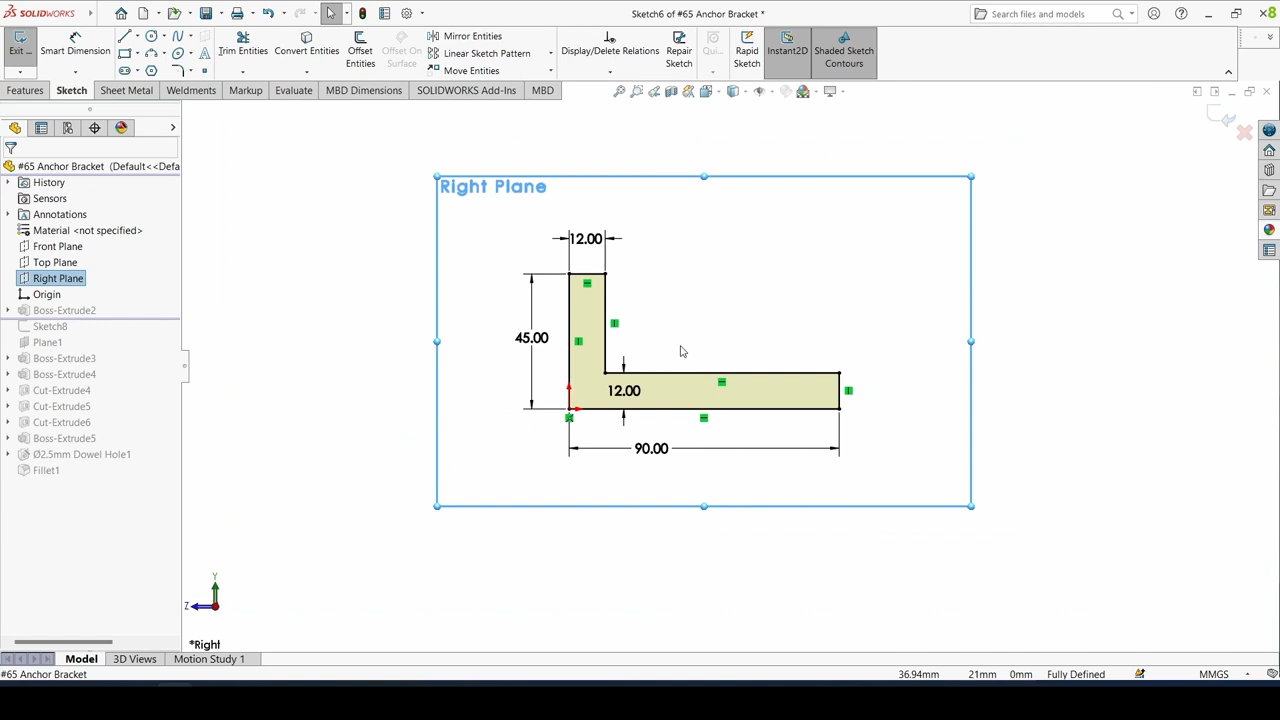 SOLIDWORKS
Sketch6 of #65 Anchor Bracket *
Search files and models
Exit ...
Smart Dimension
Trim Entities
Convert Entities
Offset Entities
Offset On Surface
Mirror Entities
Linear Sketch Pattern
Move Entities
Display/Delete Relations
Repair Sketch
Qui...
Rapid Sketch
Instant2D
Shaded Sketch Contours
Features
Sketch
Sheet Metal
Weldments
Markup
Evaluate
MBD Dimensions
SOLIDWORKS Add-Ins
MBD
#65 Anchor Bracket (Default<<Defa
History
Sensors
Annotations
Material <not specified>
Front Plane
Top Plane
Right Plane
Origin
Boss-Extrude2
Sketch8
Plane1
Boss-Extrude3
Boss-Extrude4
Cut-Extrude4
Cut-Extrude5
Cut-Extrude6
Boss-Extrude5
Ø2.5mm Dowel Hole1
Fillet1
Right Plane
12.00
45.00
12.00
90.00
Y
Z
*Right
Model
3D Views
Motion Study 1
#65 Anchor Bracket
36.94mm
21mm
0mm
Fully Defined
MMGS